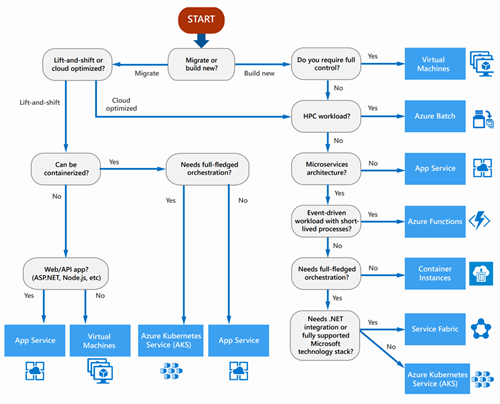 START
Lift-and-shift or
cloud optimized?
Migrate
Migrate or
build new?
Build new
Do you require full
control?
Yes
Virtual
Machines
Lift-and-shift
Cloud
optimized
No
HPC workload?
Yes
Azure Batch
No
Can be
containerized?
Yes
Needs full-fledged
orchestration?
Microservices
architecture?
No
App Service
Yes
No
Yes
No
Event-driven
workload with short-
lived processes?
Yes
Azure Functions
No
Web/API app?
(ASP.NET, Node.js, etc)
Needs full-fledged
orchestration?
No
Container
Instances
Yes
No
Yes
App Service
Virtual
Machines
Azure Kubernetes
Service (AKS)
App Service
Needs .NET
integration or
fully supported
Microsoft
technology stack?
Yes
Service Fabric
No
Azure Kubernetes
Service (AKS)